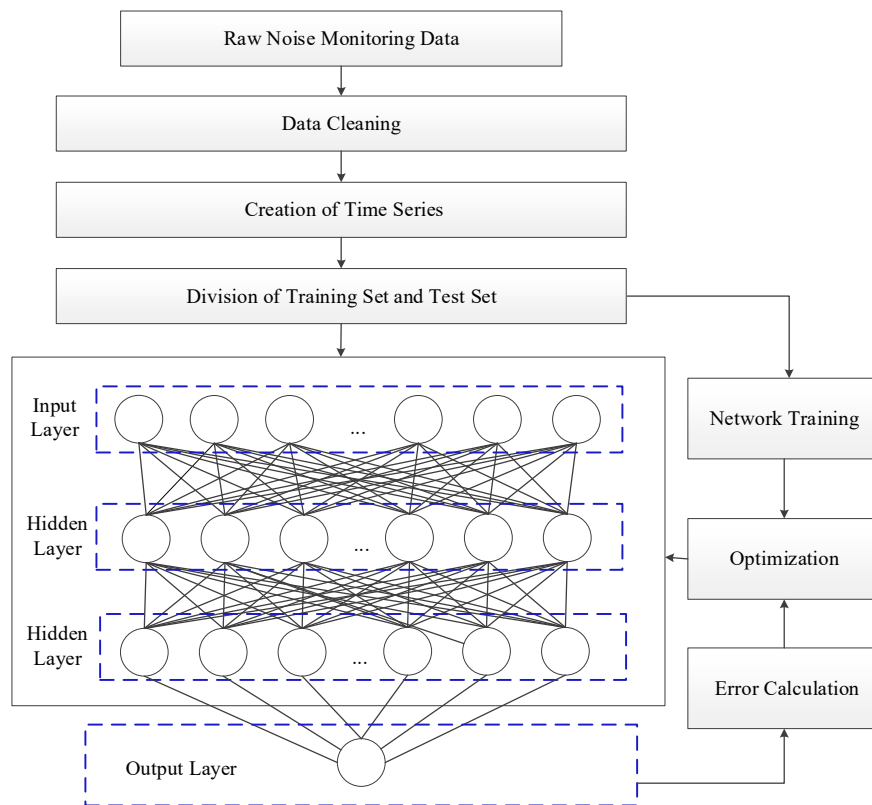 Raw Noise Monitoring Data
Data Cleaning
Creation of Time Series
Division of Training Set and Test Set
Input
Layer
...
Network Training
Hidden
Layer
...
Optimization
Hidden
Layer
...
Error Calculation
Output Layer